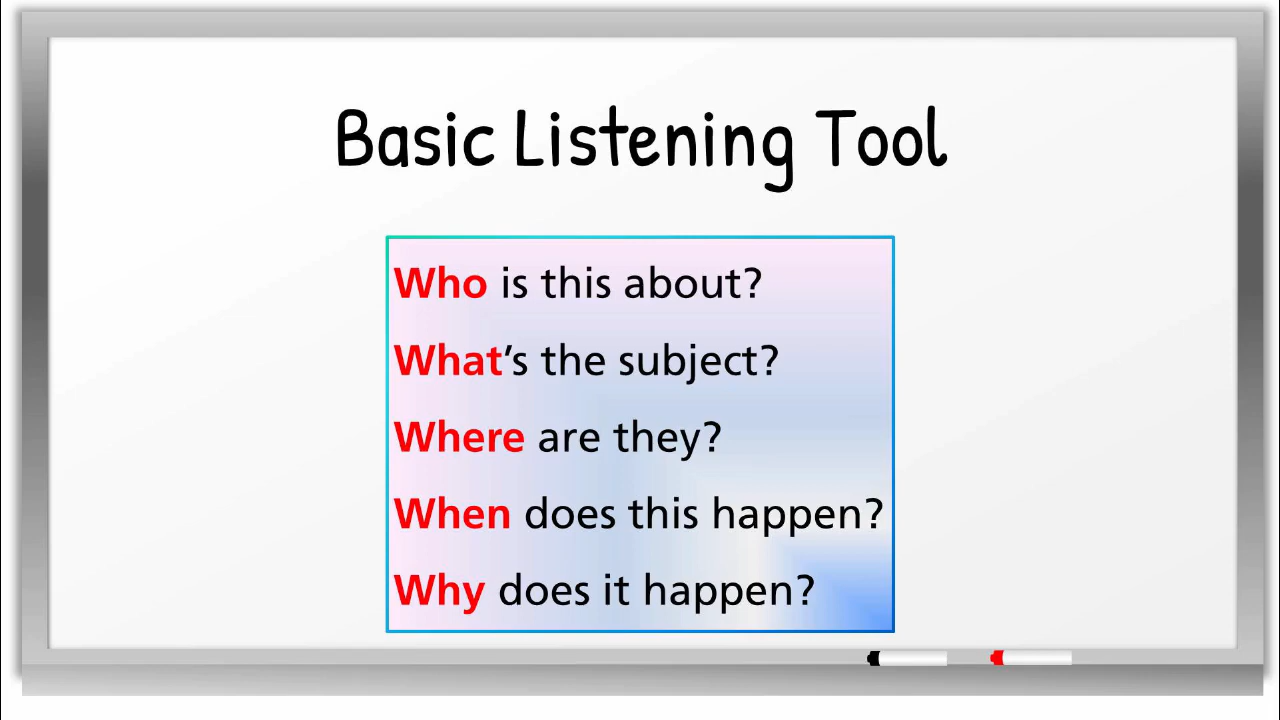 Basic Listening Tool
Who is this about?
What’s the subject?
Where are they?
When does this happen?
Why does it happen?